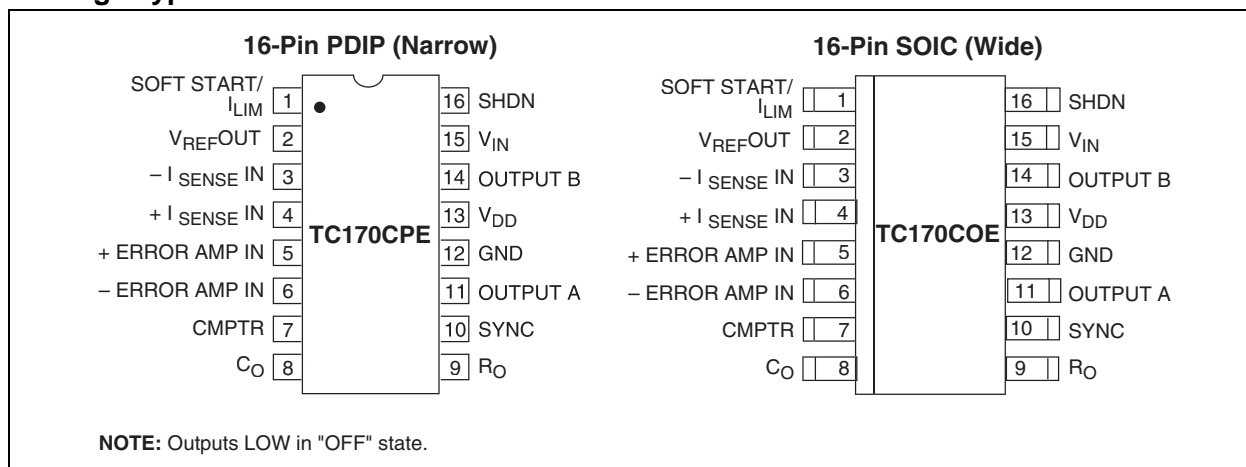 16-Pin PDIP (Narrow)
SOFT START/
I LIM 1
VREFOUT 2
– I SENSE IN 3
+ I SENSE IN 4
+ ERROR AMP IN 5
– ERROR AMP IN 6
CMPTR 7
CO 8
TC170CPE
16 SHDN
15 VIN
14 OUTPUT B
13 VDD
12 GND
11 OUTPUT A
10 SYNC
9 RO
16-Pin SOIC (Wide)
SOFT START/
ILIM 1
VREFOUT 2
– I SENSE IN 3
+ I SENSE IN 4
+ ERROR AMP IN 5
– ERROR AMP IN 6
CMPTR 7
CO 8
TC170COE
16 SHDN
15 VIN
14 OUTPUT B
13 VDD
12 GND
11 OUTPUT A
10 SYNC
9 RO
NOTE: Outputs LOW in "OFF" state.